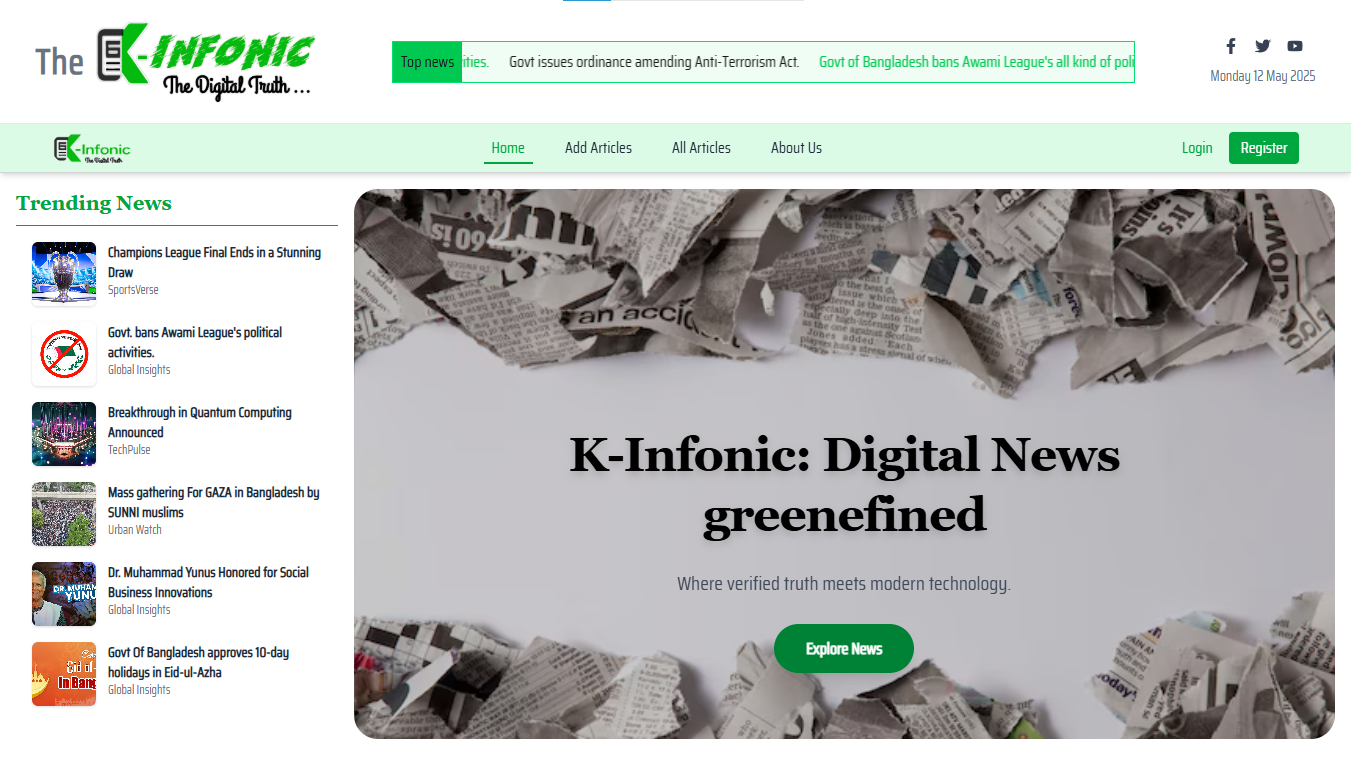 The K-INFONIC
The Digital Truth ...
Top news
Govt issues ordinance amending Anti-Terrorism Act.
Govt of Bangladesh bans Awami League's all kind of
Monday 12 May 2025
K-Infonic
The Digital Truth
Home
Add Articles
All Articles
About Us
Login
Register
Trending News
Champions League Final Ends in a Stunning
Draw
SportsVerse
Govt. bans Awami League's political
activities.
Global Insights
Breakthrough in Quantum Computing
Announced
TechPulse
Mass gathering For GAZA in Bangladesh by
SUNNI muslims
Urban Watch
Dr. Muhammad Yunus Honored for Social
Business Innovations
Global Insights
Govt Of Bangladesh approves 10-day
holidays in Eid-ul-Azha
Global Insights
an
K-Infonic: Digital News
greenefined
Where verified truth meets modern technology.
Explore News